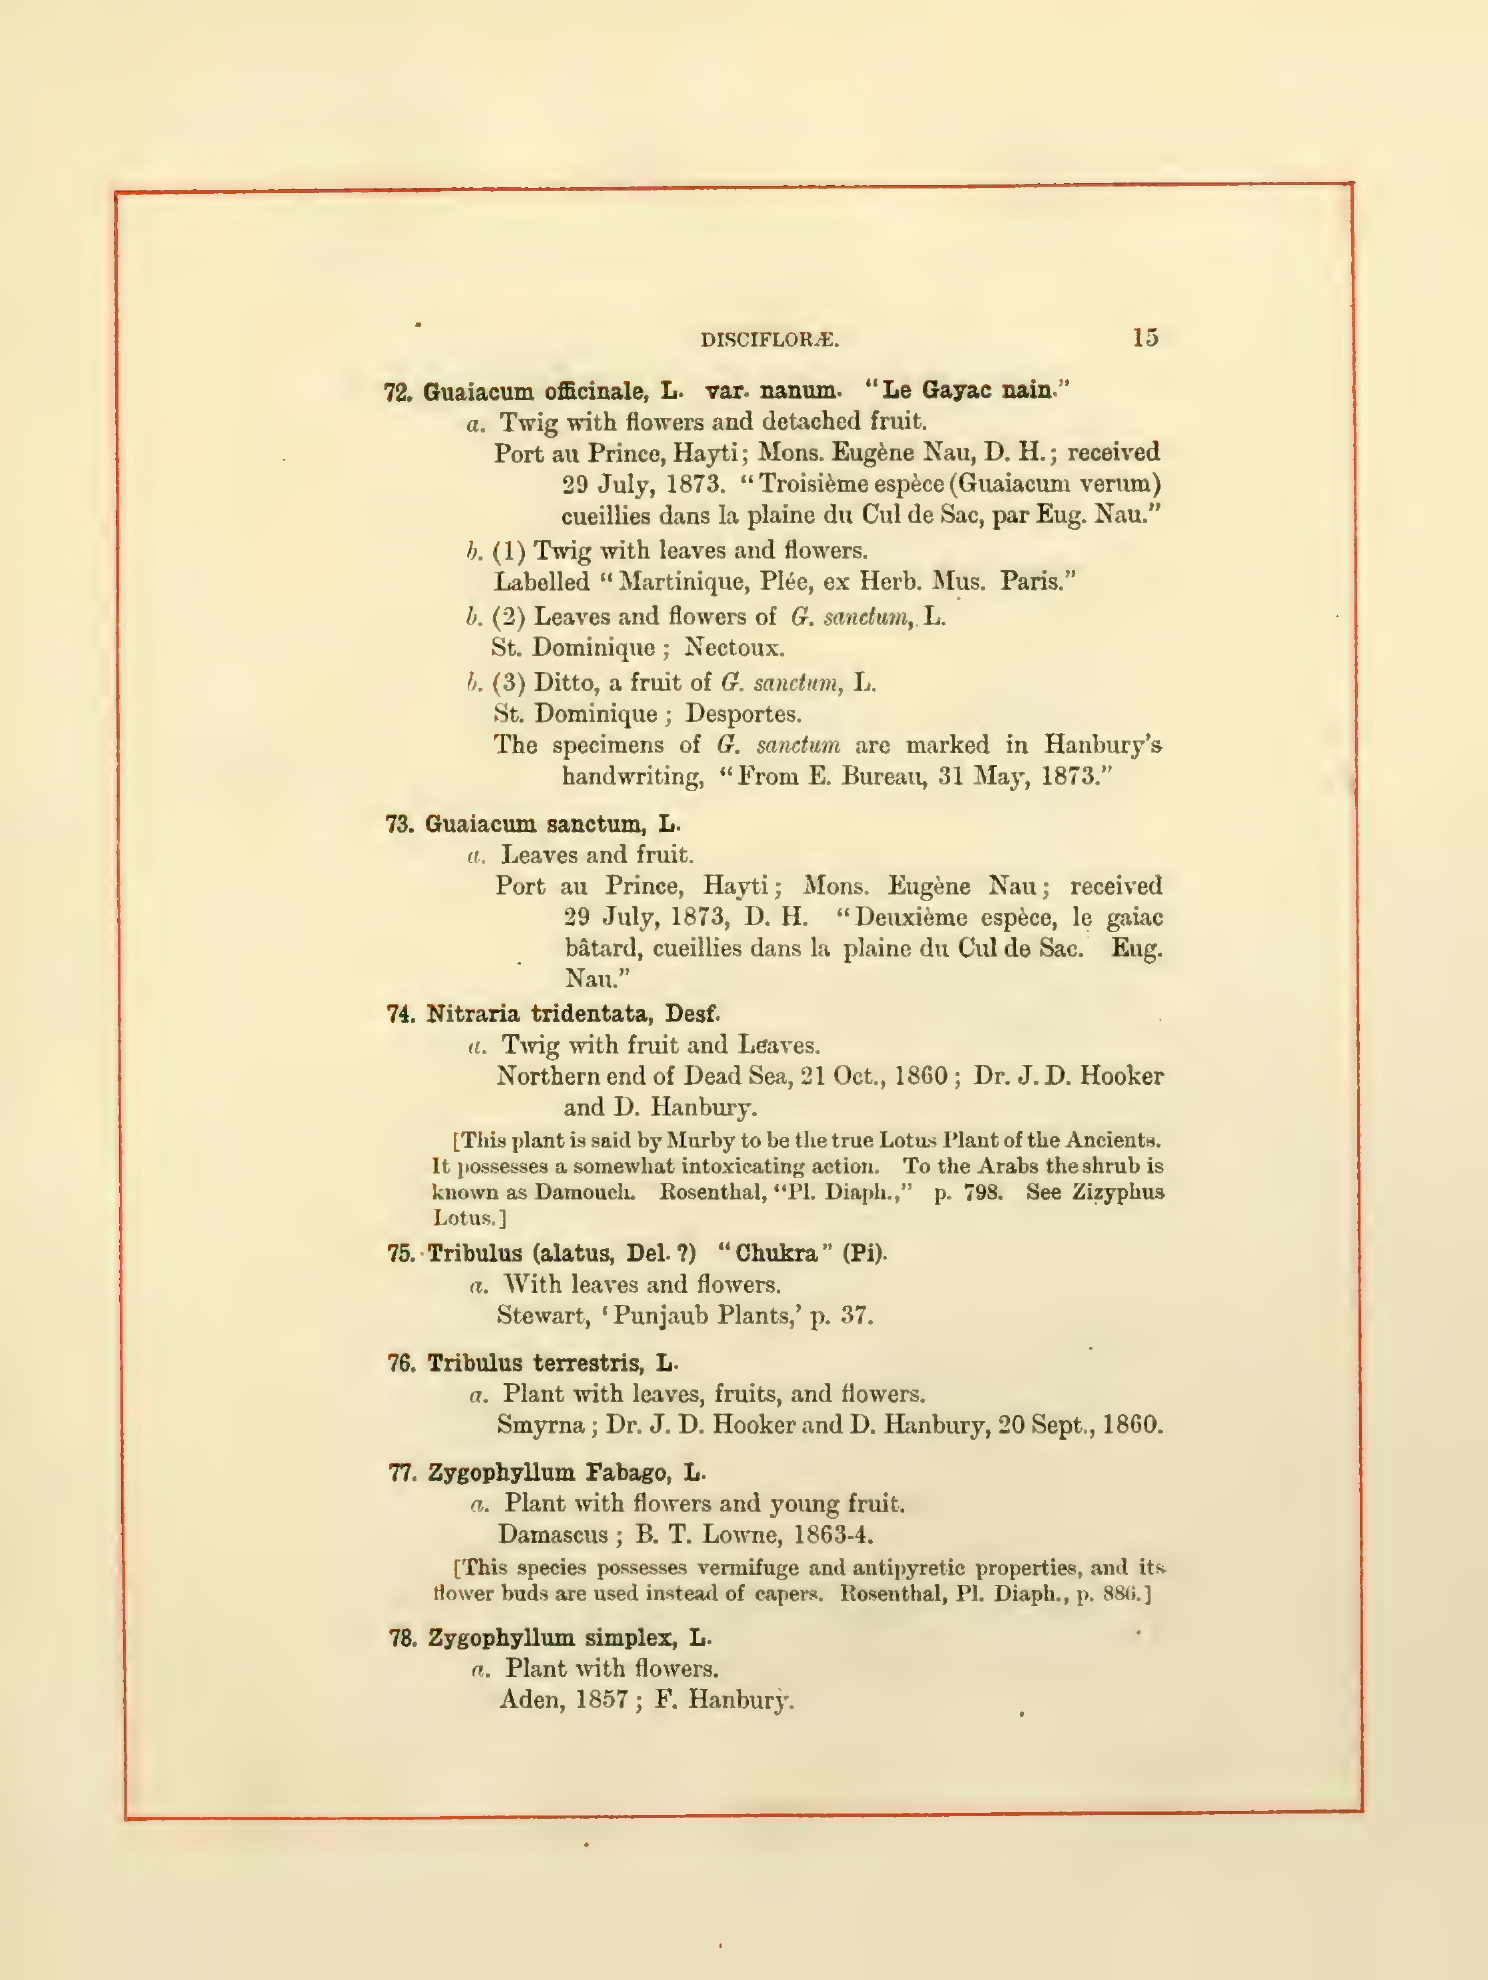 DISCIFLORÆ. 15
72. Guaiacum officinale, L. var. nanum. “Le Gayac nain.”
a. Twig with flowers and detached fruit.
Port au Prince, Hayti; Mons. Eugène Nau, D. H.; received
29 July, 1873. “Troisième espèce (Guaiacum verum)
cueillies dans la plaine du Cul de Sac, par Eug. Nau.”
b. (1) Twig with leaves and flowers.
Labelled “Martinique, Plée, ex Herb. Mus. Paris.”
b. (2) Leaves and flowers of G. sanctum, L.
St. Dominique; Nectoux.
b. (3) Ditto, a fruit of G. sanctum, L.
St. Dominique; Desportes.
The specimens of G. sanctum are marked in Hanbury’s
handwriting, “From E. Bureau, 31 May, 1873.”
73. Guaiacum sanctum, L.
a. Leaves and fruit.
Port au Prince, Hayti; Mons. Eugène Nau; received
29 July, 1873, D. H. “Deuxième espèce, le gaiac
bâtard, cueillies dans la plaine du Cul de Sac. Eug.
Nau.”
74. Nitraria tridentata, Desf.
a. Twig with fruit and Leaves.
Northern end of Dead Sea, 21 Oct., 1860; Dr. J. D. Hooker
and D. Hanbury.
[This plant is said by Murby to be the true Lotus Plant of the Ancients.
It possesses a somewhat intoxicating action. To the Arabs the shrub is
known as Damouch. Rosenthal, “Pl. Diaph.,” p. 798. See Zizyphus
Lotus.]
75. Tribulus (alatus, Del. ?) “Chukra” (Pi).
a. With leaves and flowers.
Stewart, ‘Punjaub Plants,’ p. 37.
76. Tribulus terrestris, L.
a. Plant with leaves, fruits, and flowers.
Smyrna; Dr. J. D. Hooker and D. Hanbury, 20 Sept., 1860.
77. Zygophyllum Fabago, L.
a. Plant with flowers and young fruit.
Damascus; B. T. Lowne, 1863-4.
[This species possesses vermifuge and antipyretic properties, and its
flower buds are used instead of capers. Rosenthal, Pl. Diaph., p. 886.]
78. Zygophyllum simplex, L.
a. Plant with flowers.
Aden, 1857; F. Hanbury.